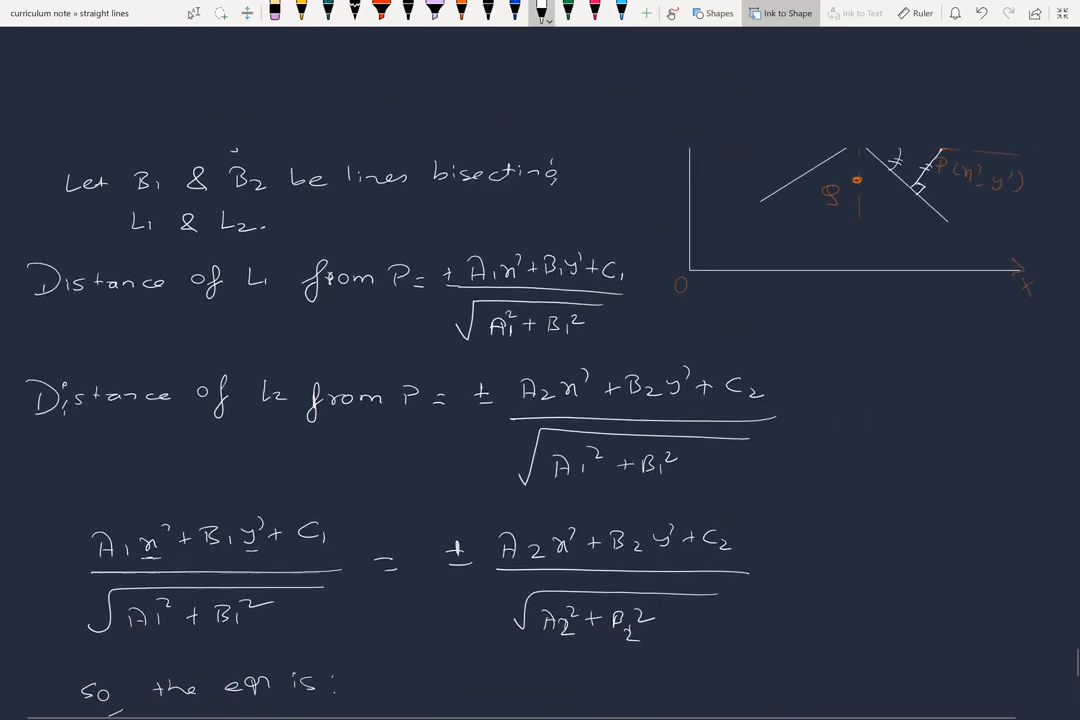 curriculum note » straight lines
Shapes
Ink to Shape
Ink to Text
Ruler
Let B₁ & B₂ be lines bisecting
L₁ & L₂.
Distance of L₁ from P = ± A₁x' + B₁y' + C₁ / √(A₁² + B₁²)
Distance of L₂ from P = ± A₂x' + B₂y' + C₂ / √(A₁² + B₁²)
A₁x' + B₁y' + C₁ / √(A₁² + B₁²) = ± A₂x' + B₂y' + C₂ / √(A₂² + B₂²)
so the eqn is:
P(x', y')
O
X